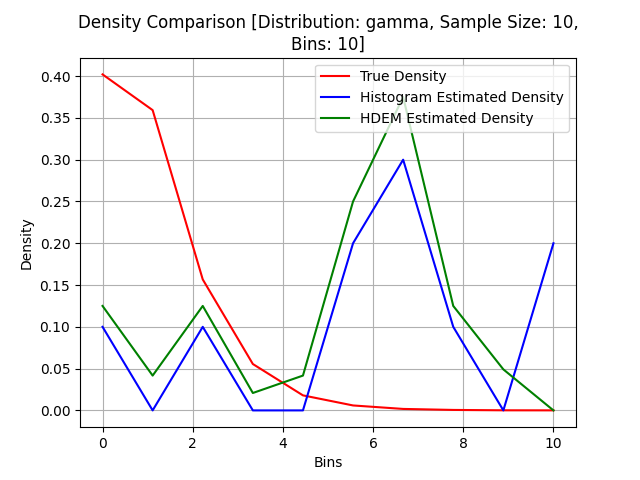 Density Comparison [Distribution: gamma, Sample Size: 10,
Bins: 10]
True Density
Histogram Estimated Density
HDEM Estimated Density
Density
0.40
0.35
0.30
0.25
0.20
0.15
0.10
0.05
0.00
0 2 4 6 8 10
Bins